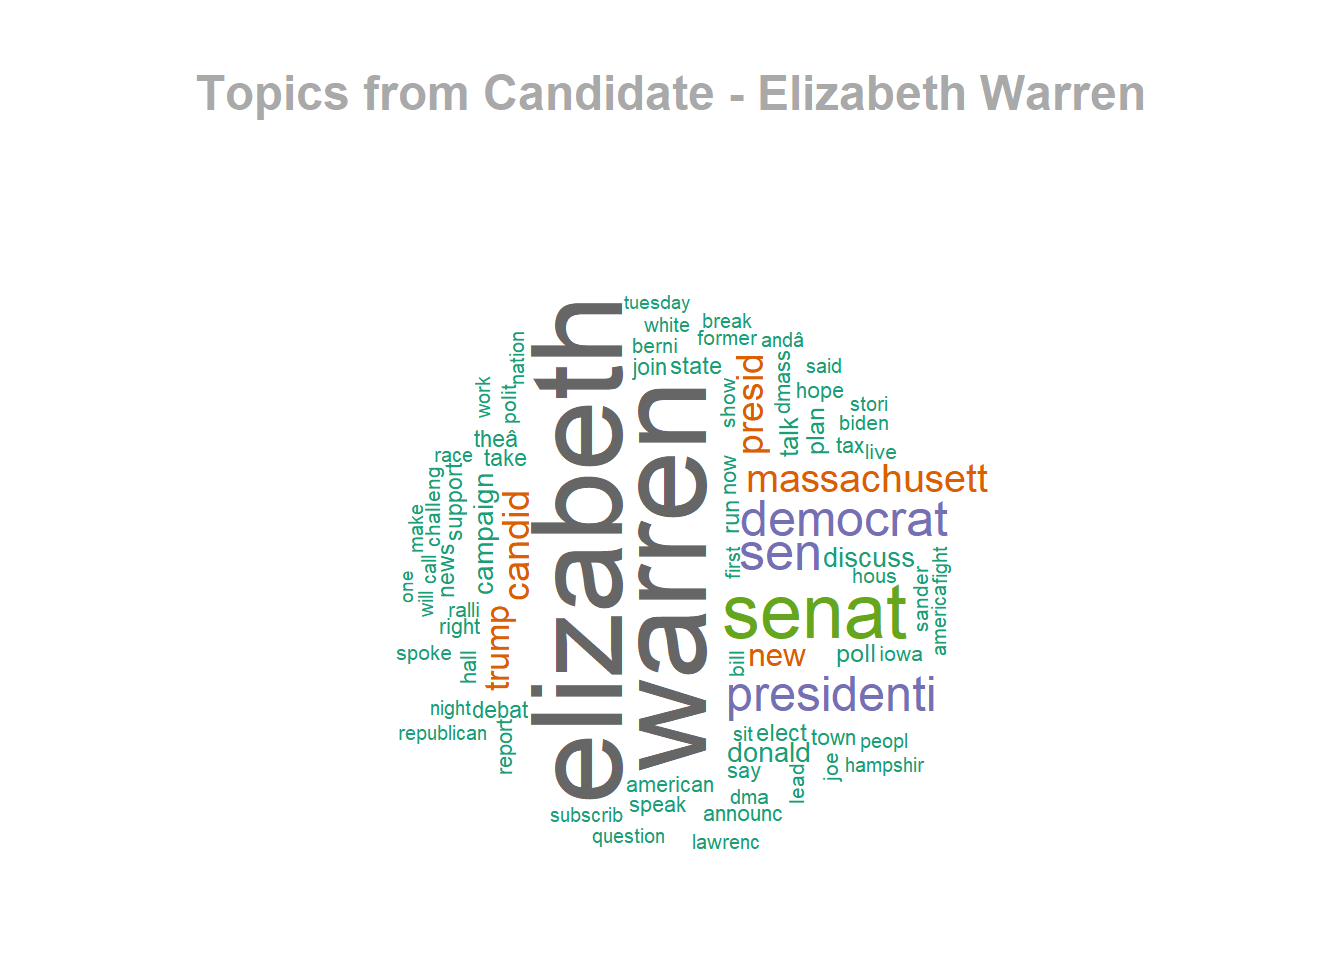 Topics from Candidate - Elizabeth Warren
tuesday
white
break
berni
former
andâ
join
state
nation
work
polit
elizabeth
warren
show
presid
dmass
said
hope
stori
biden
talk
plan
tax
live
theâ
race
take
now
massachusett
challeng
support
campaign
candid
make
run
democrat
sen
discuss
first
hous
fight
one
will
call
news
ralli
right
trump
senat
sander
america
spoke
hall
bill
new
poll
iowa
presidenti
night
debat
republican
report
sit
elect
town
peopl
donald
say
joe
hampshir
lead
american
speak
dma
announc
subscrib
question
lawrenc